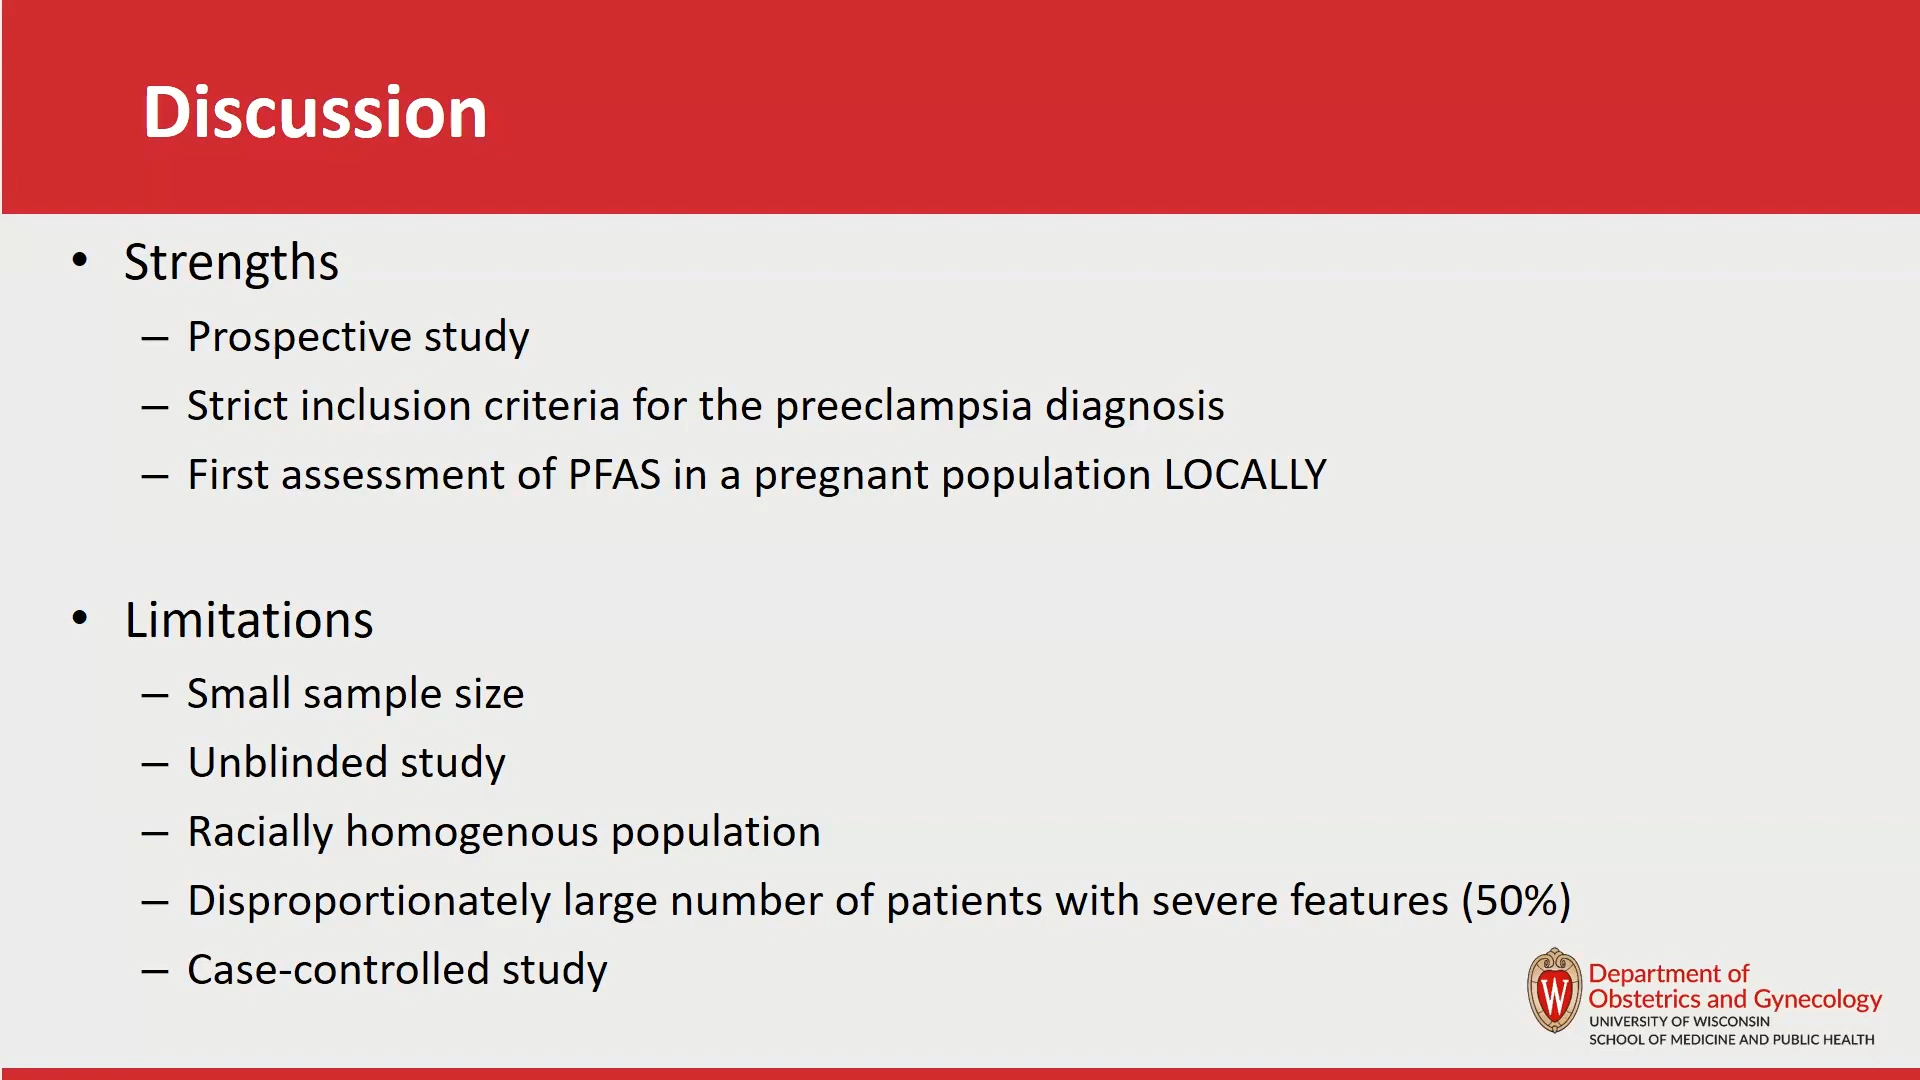 Discussion
• Strengths
– Prospective study
– Strict inclusion criteria for the preeclampsia diagnosis
– First assessment of PFAS in a pregnant population LOCALLY
• Limitations
– Small sample size
– Unblinded study
– Racially homogenous population
– Disproportionately large number of patients with severe features (50%)
– Case-controlled study
W
Department of
Obstetrics and Gynecology
UNIVERSITY OF WISCONSIN
SCHOOL OF MEDICINE AND PUBLIC HEALTH